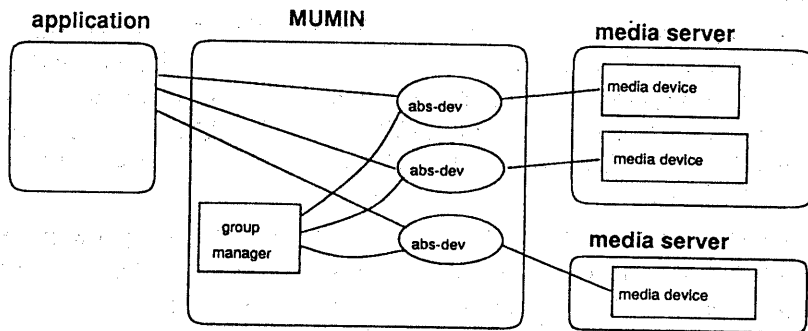 application
MUMIN
media server
abs-dev
media device
abs-dev
media device
group
manager
abs-dev
media server
media device